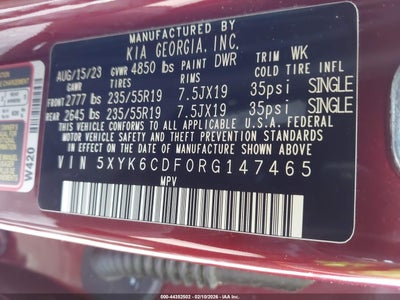 MANUFACTURED BY
KIA GEORGIA, INC.
AUG/15/23 GVWR 4850 lbs PAINT DWR TRIM WK
TIRES RIMS COLD TIRE INFL
FRONT 2777 lbs 235/55R19 7.5JX19 35psi SINGLE
REAR 2645 lbs 235/55R19 7.5JX19 35psi SINGLE
THIS VEHICLE CONFORMS TO ALL APPLICABLE U.S.A. FEDERAL
MOTOR VEHICLE SAFETY AND THEFT PREVENTION STANDARDS
IN EFFECT ON THE DATE OF MANUFACTURE SHOWN ABOVE
VIN 5XYK6CDF0RG147465
MPV
W420
000-44352502 - 02/19/2026 - IAA Inc.